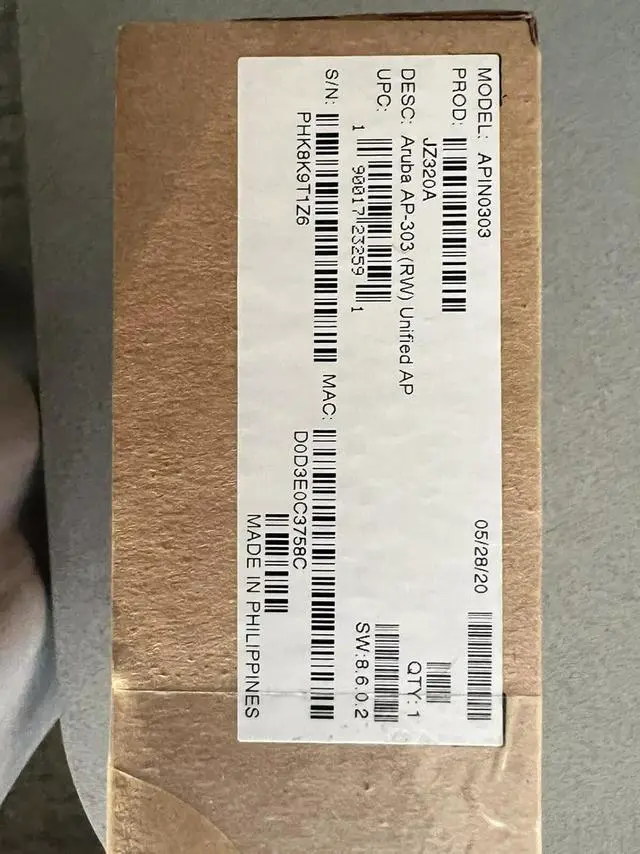 MODEL: APIN0303
05/28/20
PROD:
JZ320A
QTY: 1
DESC: Aruba AP-303 (RW) Unified AP
UPC:
1 90017 23259 1
SW:8.6.0.2
S/N:
PHK8K9T1Z6
MAC:
D0D3E0C3758C
MADE IN PHILIPPINES